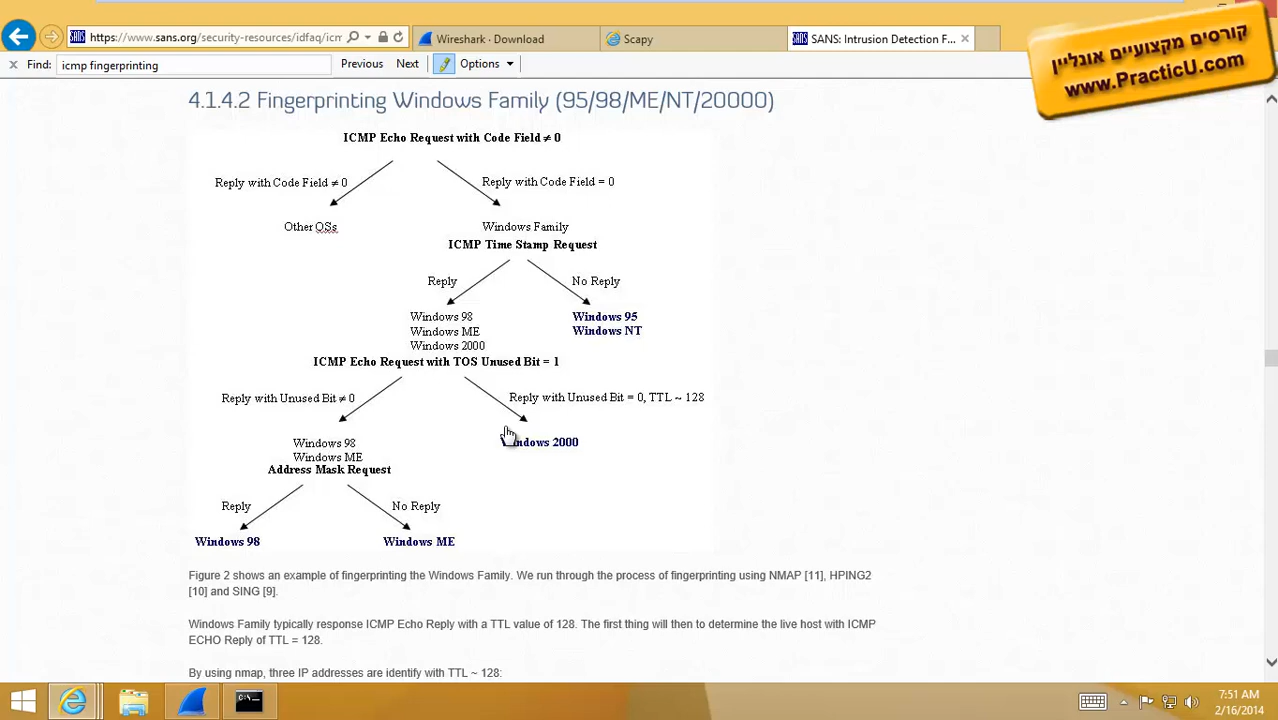 https://www.sans.org/security-resources/idfaq/icm
Wireshark · Download
Scapy
SANS: Intrusion Detection F...
קורסים מקצועיים אונליין
www.PracticU.com
Find: icmp fingerprinting Previous Next Options
4.1.4.2 Fingerprinting Windows Family (95/98/ME/NT/20000)
ICMP Echo Request with Code Field ≠ 0
Reply with Code Field ≠ 0
Reply with Code Field = 0
Other OSs
Windows Family
ICMP Time Stamp Request
Reply
No Reply
Windows 98
Windows ME
Windows 2000
Windows 95
Windows NT
ICMP Echo Request with TOS Unused Bit = 1
Reply with Unused Bit ≠ 0
Reply with Unused Bit = 0, TTL ~ 128
Windows 98
Windows ME
Windows 2000
Address Mask Request
Reply
No Reply
Windows 98
Windows ME
Figure 2 shows an example of fingerprinting the Windows Family. We run through the process of fingerprinting using NMAP [11], HPING2
[10] and SING [9].
Windows Family typically response ICMP Echo Reply with a TTL value of 128. The first thing will then to determine the live host with ICMP
ECHO Reply of TTL = 128.
By using nmap, three IP addresses are identify with TTL ~ 128:
7:51 AM
2/16/2014